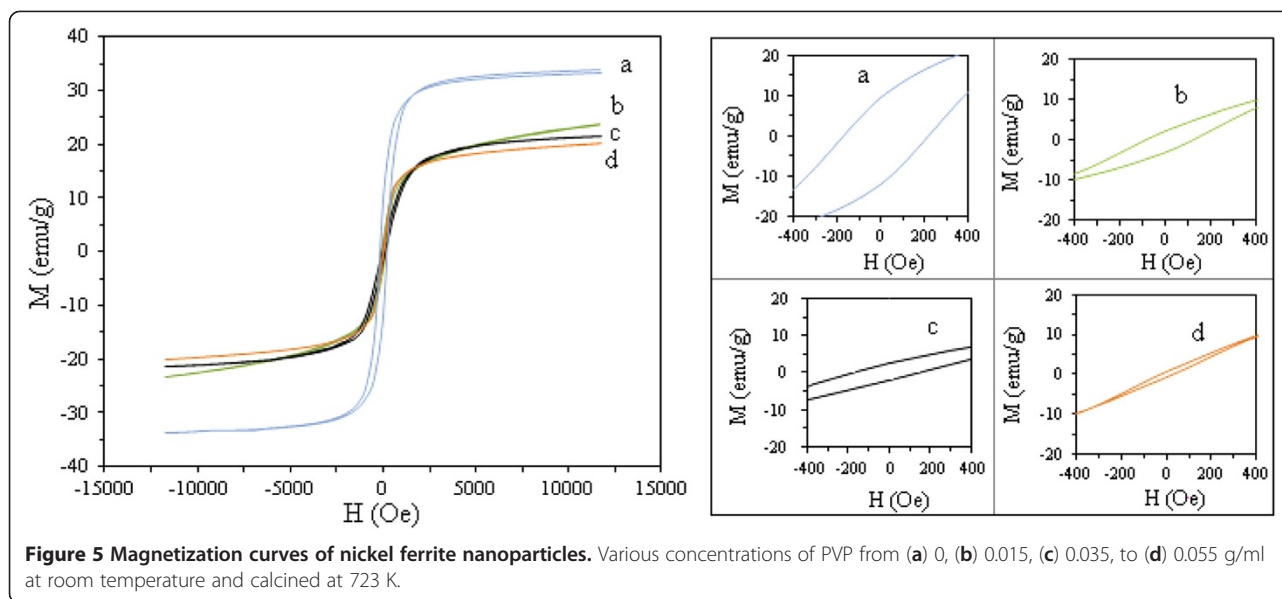 40
30
20
10
0
-10
-20
-30
-40
M (emu/g)
-15000 -10000 -5000 0 5000 10000 15000
H (Oe)
a
b
c
d
20
10
0
-10
-20
M (emu/g)
a
-400 -200 0 200 400
H (Oe)
20
10
0
-10
-20
M (emu/g)
b
-400 -200 0 200 400
H (Oe)
20
10
0
-10
-20
M (emu/g)
c
-400 -200 0 200 400
H (Oe)
20
10
0
-10
-20
M (emu/g)
d
-400 -200 0 200 400
H (Oe)
Figure 5 Magnetization curves of nickel ferrite nanoparticles. Various concentrations of PVP from (a) 0, (b) 0.015, (c) 0.035, to (d) 0.055 g/ml
at room temperature and calcined at 723 K.